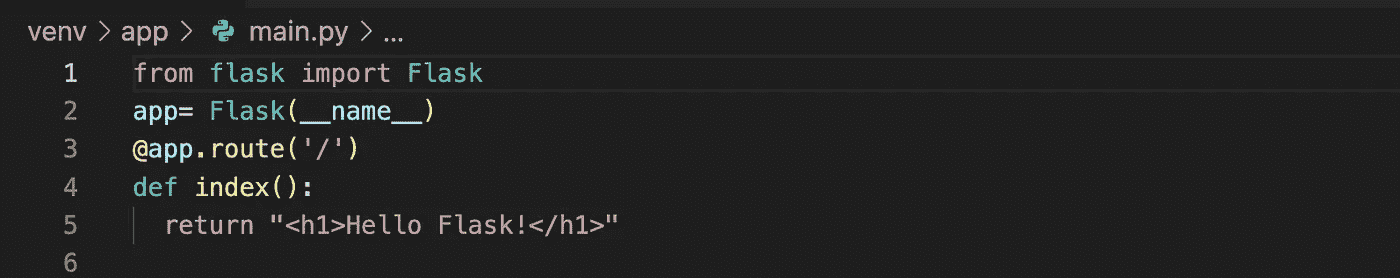 venv > app > main.py > ...
1 from flask import Flask
2 app= Flask(__name__)
3 @app.route('/')
4 def index():
5   return "<h1>Hello Flask!</h1>"
6